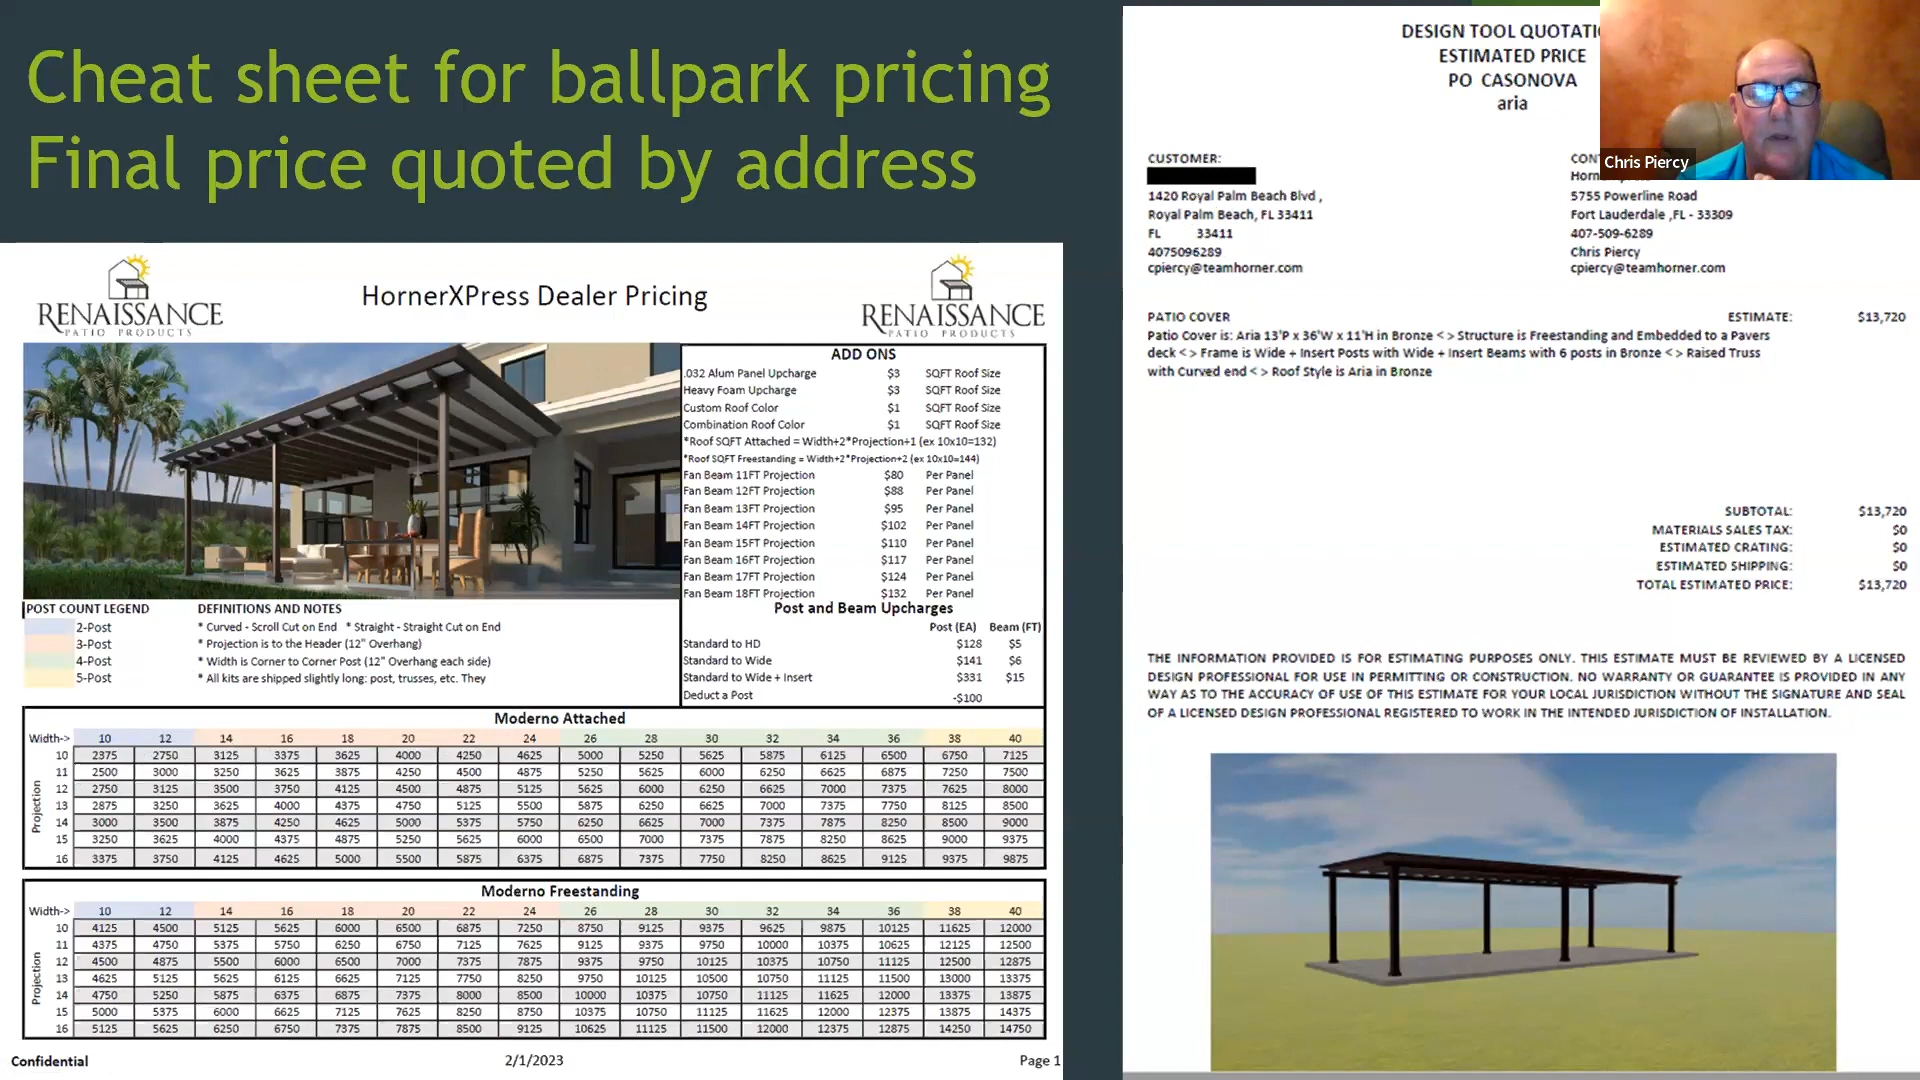 Cheat sheet for ballpark pricing
Final price quoted by address
RENAISSANCE
PATIO PRODUCTS
HornerXPress Dealer Pricing
RENAISSANCE
PATIO PRODUCTS
ADD ONS
.032 Alum Panel Upcharge $3 SQFT Roof Size
Heavy Foam Upcharge $3 SQFT Roof Size
Custom Roof Color $1 SQFT Roof Size
Combination Roof Color $1 SQFT Roof Size
*Roof SQFT Attached = Width+2*Projection+1 (ex 10x10=132)
*Roof SQFT Freestanding = Width+2*Projection+2 (ex 10x10=144)
Fan Beam 11FT Projection $80 Per Panel
Fan Beam 12FT Projection $88 Per Panel
Fan Beam 13FT Projection $95 Per Panel
Fan Beam 14FT Projection $102 Per Panel
Fan Beam 15FT Projection $110 Per Panel
Fan Beam 16FT Projection $117 Per Panel
Fan Beam 17FT Projection $124 Per Panel
Fan Beam 18FT Projection $132 Per Panel
Post and Beam Upcharges
Post (EA) Beam (FT)
Standard to HD $128 $5
Standard to Wide $141 $6
Standard to Wide + Insert $331 $15
Deduct a Post -$100
POST COUNT LEGEND
2-Post
3-Post
4-Post
5-Post
DEFINITIONS AND NOTES
* Curved - Scroll Cut on End * Straight - Straight Cut on End
* Projection is to the Header (12" Overhang)
* Width is Corner to Corner Post (12" Overhang each side)
* All kits are shipped slightly long: post, trusses, etc. They
Moderno Attached
Width-> 10 12 14 16 18 20 22 24 26 28 30 32 34 36 38 40
Projection
10 2375 2750 3125 3375 3625 4000 4250 4625 5000 5250 5625 5875 6125 6500 6750 7125
11 2500 3000 3250 3625 3875 4250 4500 4875 5250 5625 6000 6250 6625 6875 7250 7500
12 2750 3125 3500 3750 4125 4500 4875 5125 5625 6000 6250 6625 7000 7375 7625 8000
13 2875 3250 3625 4000 4375 4750 5125 5500 5875 6250 6625 7000 7375 7750 8125 8500
14 3000 3500 3875 4250 4625 5000 5375 5750 6250 6625 7000 7375 7875 8250 8500 9000
15 3250 3625 4000 4375 4875 5250 5625 6000 6500 7000 7375 7875 8250 8625 9000 9375
16 3375 3750 4125 4625 5000 5500 5875 6375 6875 7375 7750 8250 8625 9125 9375 9875
Moderno Freestanding
Width-> 10 12 14 16 18 20 22 24 26 28 30 32 34 36 38 40
Projection
10 4125 4500 5125 5625 6000 6500 6875 7250 8750 9125 9375 9625 9875 10125 11625 12000
11 4375 4750 5375 5750 6250 6750 7125 7625 9125 9375 9750 10000 10375 10625 12125 12500
12 4500 4875 5500 6000 6500 7000 7375 7875 9375 9750 10125 10375 10750 11125 12500 12875
13 4625 5125 5625 6125 6625 7125 7750 8250 9750 10125 10500 10750 11125 11500 13000 13375
14 4750 5250 5875 6375 6875 7375 8000 8500 10000 10375 10750 11125 11625 12000 13375 13875
15 5000 5375 6000 6625 7125 7625 8250 8750 10375 10750 11125 11625 12000 12375 13875 14375
16 5125 5625 6250 6750 7375 7875 8500 9125 10625 11125 11500 12000 12375 12875 14250 14750
Confidential 2/1/2023 Page 1
DESIGN TOOL QUOTATI
ESTIMATED PRICE
PO CASONOVA
aria
Chris Piercy
CUSTOMER:
1420 Royal Palm Beach Blvd ,
Royal Palm Beach, FL 33411
FL 33411
4075096289
cpiercy@teamhorner.com
CON
5755 Powerline Road
Fort Lauderdale ,FL - 33309
407-509-6289
Chris Piercy
cpiercy@teamhorner.com
PATIO COVER ESTIMATE: $13,720
Patio Cover is: Aria 13'P x 36'W x 11'H in Bronze < > Structure is Freestanding and Embedded to a Pavers
deck < > Frame is Wide + Insert Posts with Wide + Insert Beams with 6 posts in Bronze < > Raised Truss
with Curved end < > Roof Style is Aria in Bronze
SUBTOTAL: $13,720
MATERIALS SALES TAX: $0
ESTIMATED CRATING: $0
ESTIMATED SHIPPING: $0
TOTAL ESTIMATED PRICE: $13,720
THE INFORMATION PROVIDED IS FOR ESTIMATING PURPOSES ONLY. THIS ESTIMATE MUST BE REVIEWED BY A LICENSED
DESIGN PROFESSIONAL FOR USE IN PERMITTING OR CONSTRUCTION. NO WARRANTY OR GUARANTEE IS PROVIDED IN ANY
WAY AS TO THE ACCURACY OF USE OF THIS ESTIMATE FOR YOUR LOCAL JURISDICTION WITHOUT THE SIGNATURE AND SEAL
OF A LICENSED DESIGN PROFESSIONAL REGISTERED TO WORK IN THE INTENDED JURISDICTION OF INSTALLATION.